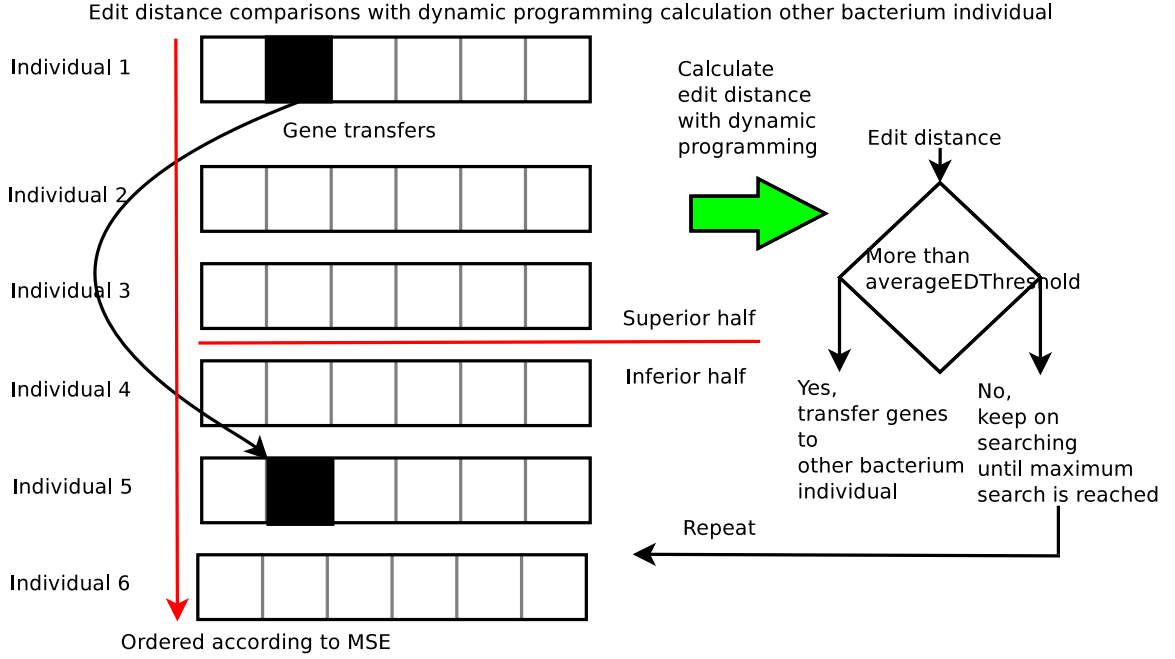 Edit distance comparisons with dynamic programming calculation other bacterium individual
Individual 1
Gene transfers
Individual 2
Individual 3
Superior half
Inferior half
Individual 4
Individual 5
Individual 6
Ordered according to MSE
Calculate
edit distance
with dynamic
programming
Edit distance
More than
averageEDThreshold
Yes,
transfer genes
to
other bacterium
individual
No,
keep on
searching
until maximum
search is reached
Repeat